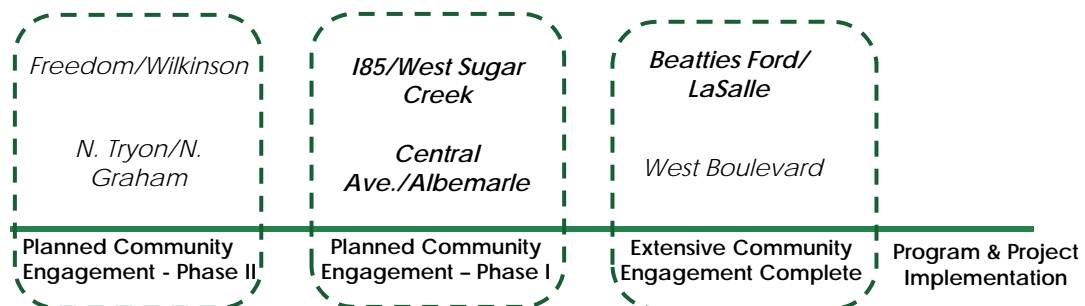 Freedom/Wilkinson
N. Tryon/N.
Graham
Planned Community
Engagement - Phase II
I85/West Sugar
Creek
Central
Ave./Albemarle
Planned Community
Engagement – Phase I
Beatties Ford/
LaSalle
West Boulevard
Extensive Community
Engagement Complete
Program & Project
Implementation